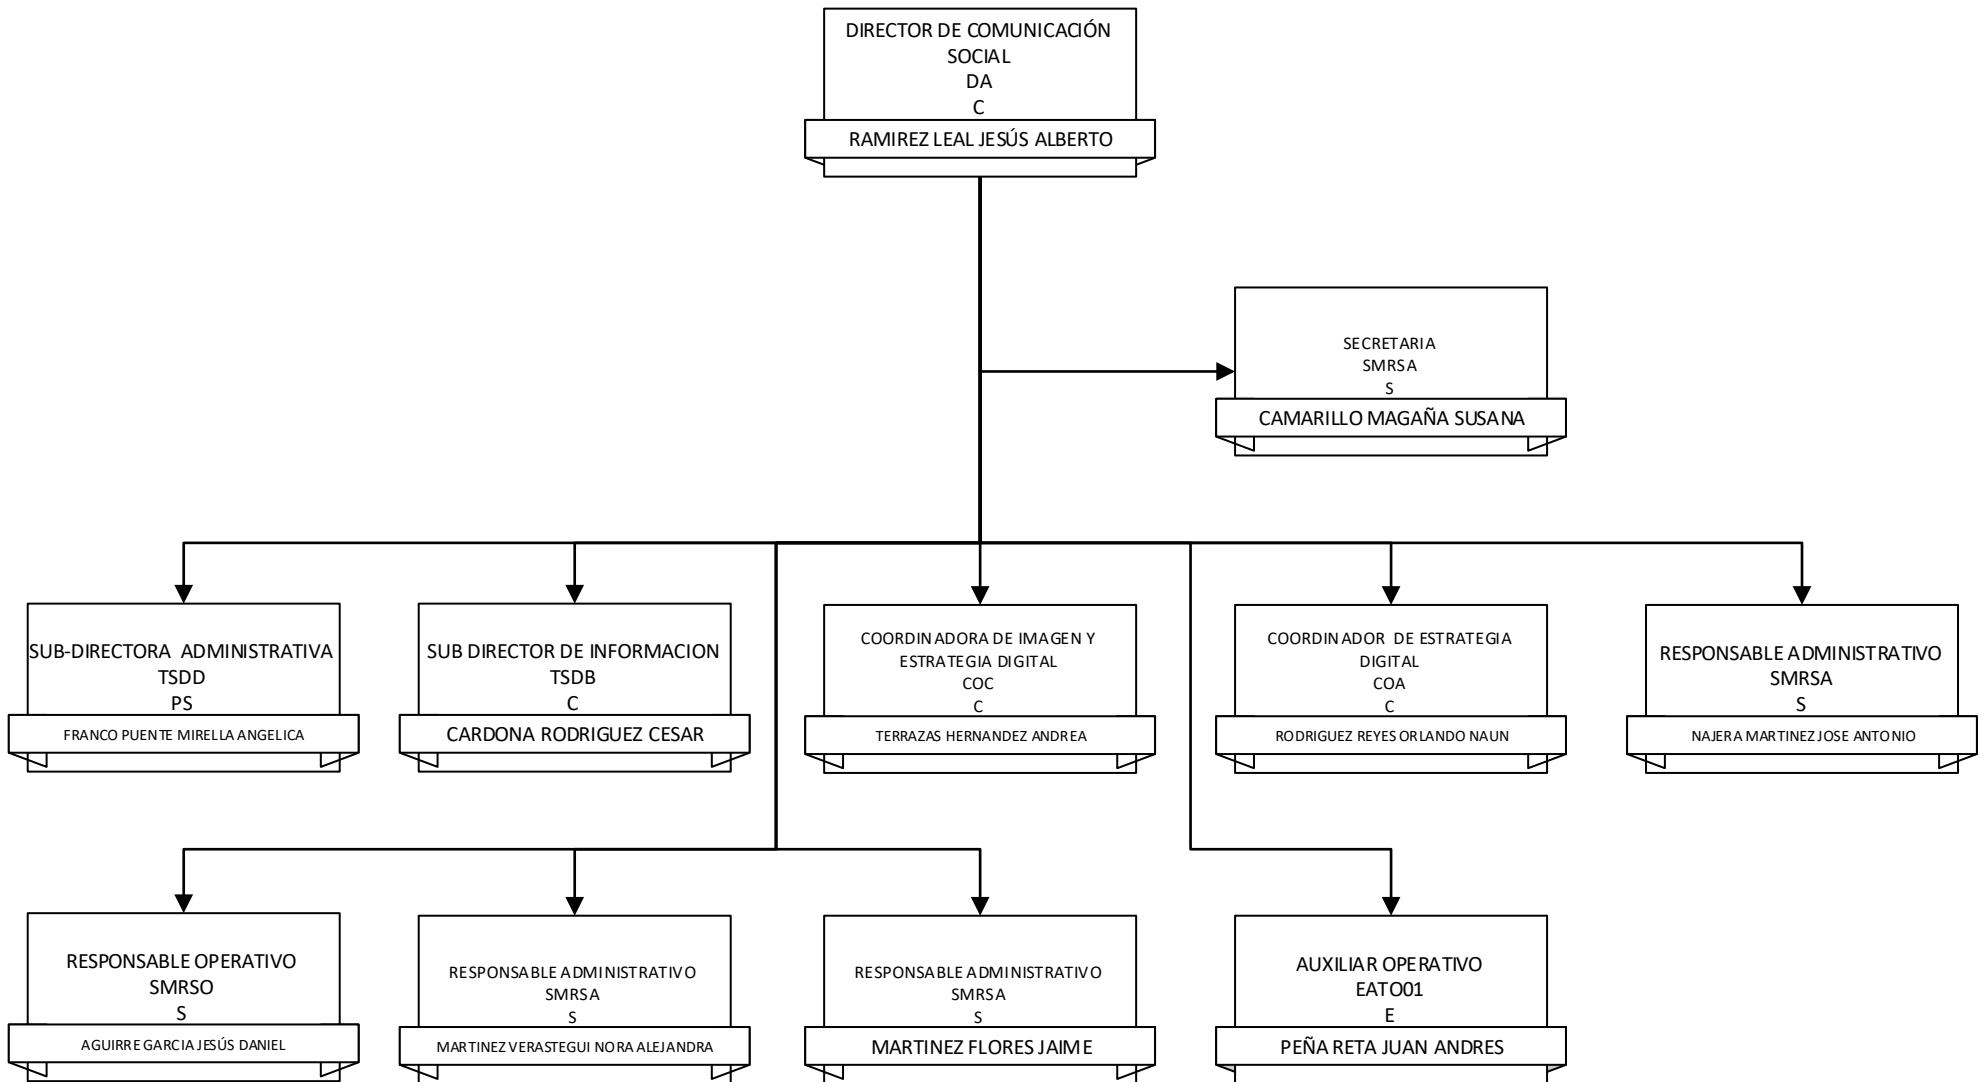 DIRECTOR DE COMUNICACIÓN
SOCIAL
DA
C
RAMIREZ LEAL JESÚS ALBERTO
SECRETARIA
SMRSA
S
CAMARILLO MAGAÑA SUSANA
SUB-DIRECTORA ADMINISTRATIVA
TSDD
PS
FRANCO PUENTE MIRELLA ANGELICA
SUB DIRECTOR DE INFORMACION
TSDB
C
CARDONA RODRIGUEZ CESAR
COORDINADORA DE IMAGEN Y
ESTRATEGIA DIGITAL
COC
C
TERRAZAS HERNANDEZ ANDREA
COORDINADOR DE ESTRATEGIA
DIGITAL
COA
C
RODRIGUEZ REYES ORLANDO NAUN
RESPONSABLE ADMINISTRATIVO
SMRSA
S
NAJERA MARTINEZ JOSE ANTONIO
RESPONSABLE OPERATIVO
SMRSO
S
AGUIRRE GARCIA JESÚS DANIEL
RESPONSABLE ADMINISTRATIVO
SMRSA
S
MARTINEZ VERASTEGUI NORA ALEJANDRA
RESPONSABLE ADMINISTRATIVO
SMRSA
S
MARTINEZ FLORES JAIME
AUXILIAR OPERATIVO
EATO01
E
PEÑA RETA JUAN ANDRES